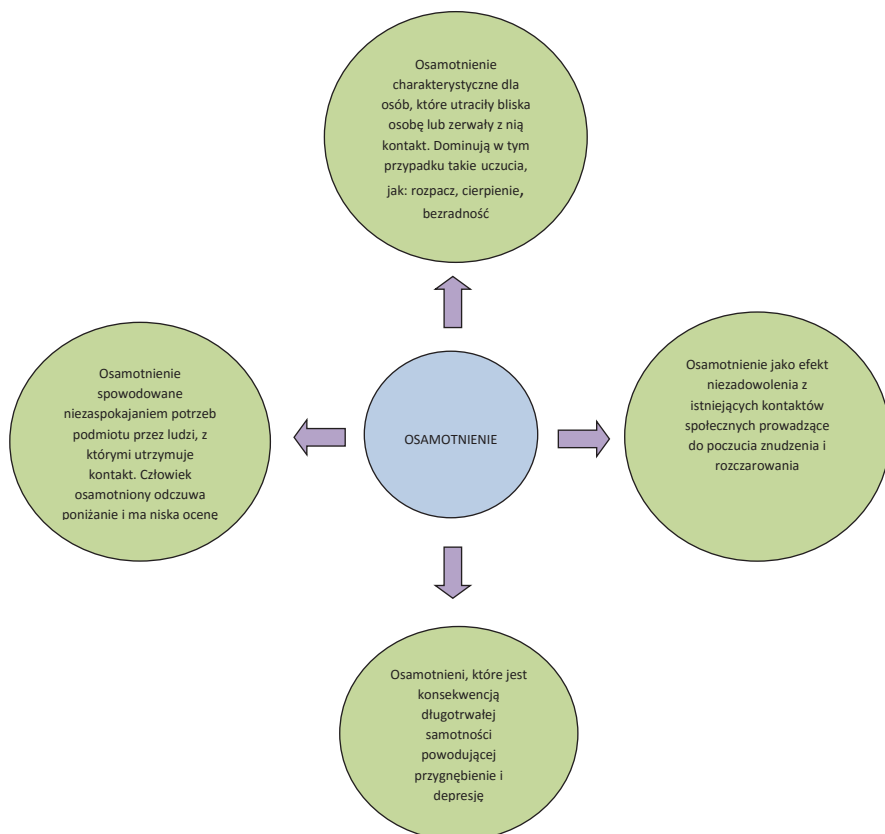 Osamotnienie
charakterystyczne dla
osób, które utraciły bliska
osobę lub zerwały z nią
kontakt. Dominują w tym
przypadku takie uczucia,
jak: rozpacz, cierpienie,
bezradność
Osamotnienie
spowodowane
niezaspokajaniem potrzeb
podmiotu przez ludzi, z
którymi utrzymuje
kontakt. Człowiek
osamotniony odczuwa
poniżanie i ma niska ocenę
OSAMOTNIENIE
Osamotnienie jako efekt
niezadowolenia z
istniejących kontaktów
społecznych prowadzące
do poczucia znudzenia i
rozczarowania
Osamotnieni, które jest
konsekwencją
długotrwałej
samotności
powodującej
przygnębienie i
depresję